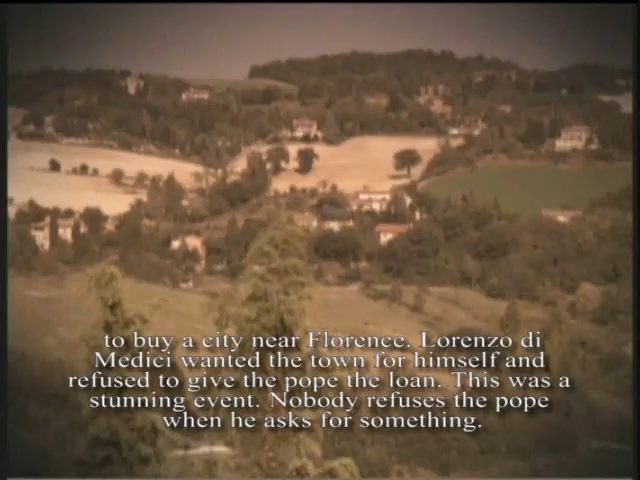 to buy a city near Florence. Lorenzo di
Medici wanted the town for himself and
refused to give the pope the loan. This was a
stunning event. Nobody refuses the pope
when he asks for something.